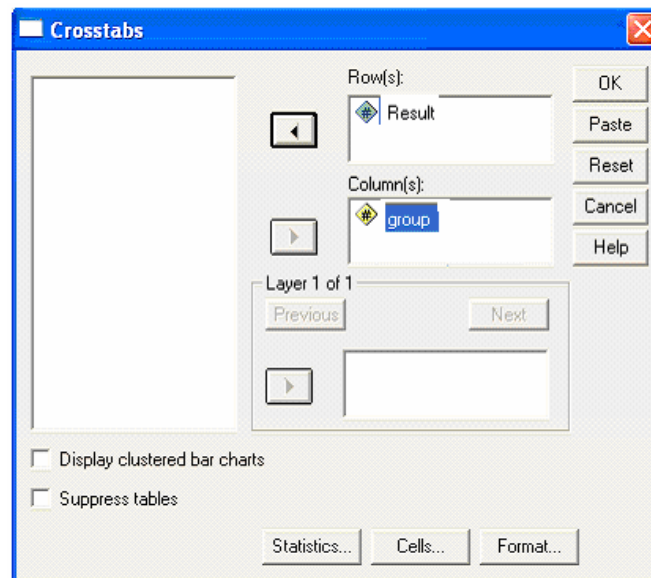 Crosstabs
Row(s):
Result
OK
Paste
Reset
Column(s):
group
Cancel
Help
Layer 1 of 1
Previous
Next
Display clustered bar charts
Suppress tables
Statistics...
Cells...
Format...